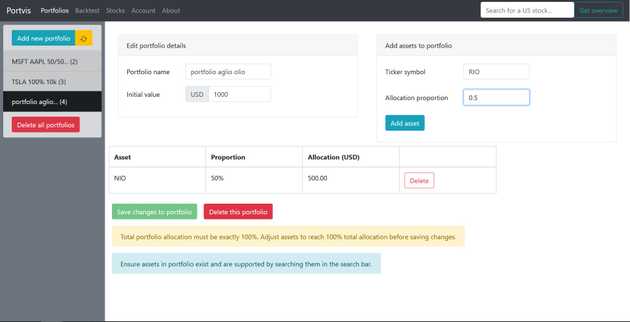 Portvis Portfolios Backtest Stocks Account About Search for a US stock... Get overview
Add new portfolio
MSFT AAPL 50/50... (2)
TSLA 100% 10k (3)
portfolio aglio... (4)
Delete all portfolios
Edit portfolio details
Portfolio name portfolio aglio olio
Initial value USD 1000
Add assets to portfolio
Ticker symbol RIO
Allocation proportion 0.5
Add asset
Asset Proportion Allocation (USD)
NIO 50% 500.00 Delete
Save changes to portfolio Delete this portfolio
Total portfolio allocation must be exactly 100%. Adjust assets to reach 100% total allocation before saving changes.
Ensure assets in portfolio exist and are supported by searching them in the search bar.